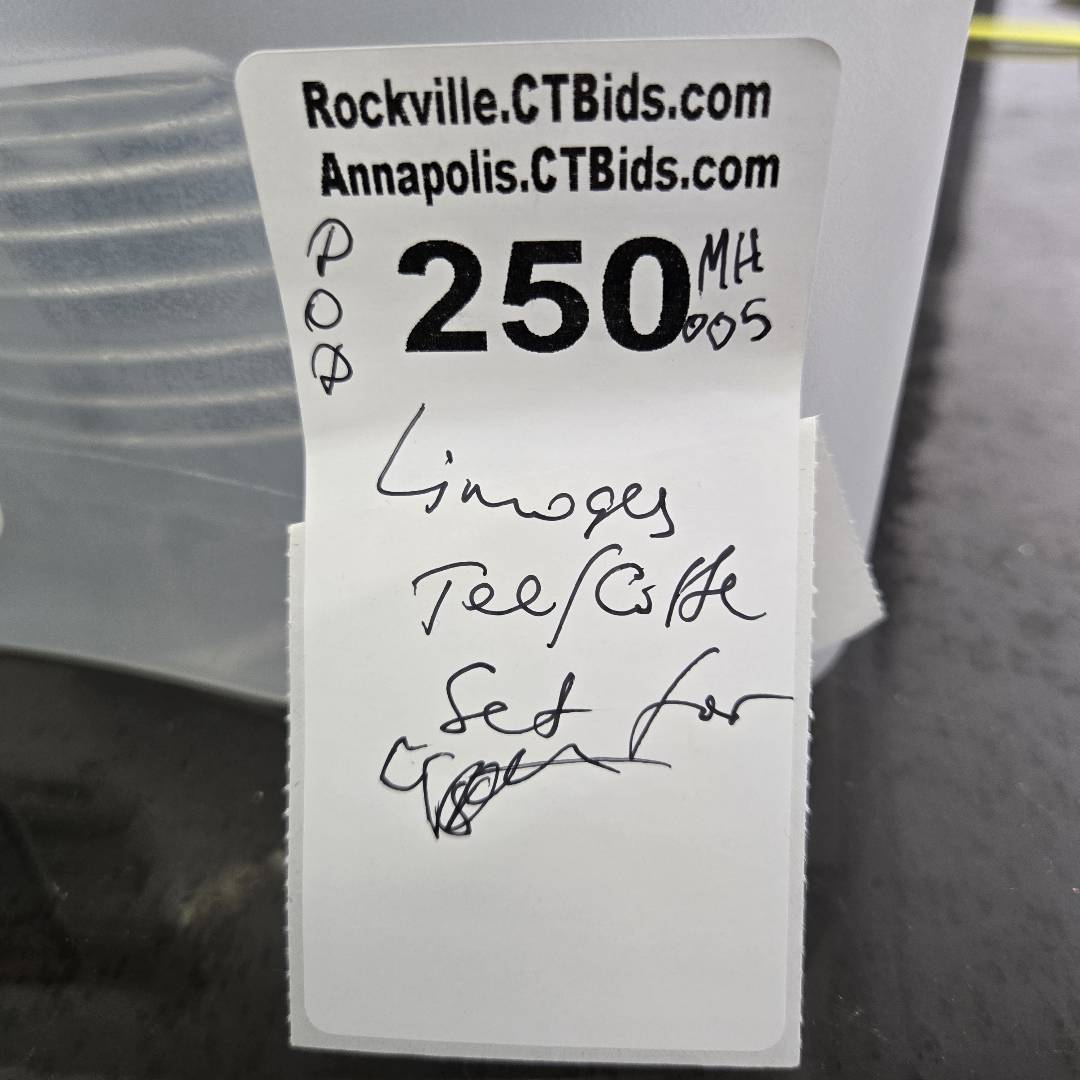 Rockville.CTBids.com
Annapolis.CTBids.com
250
MH
005
Limoges
Tee/Coffe
Set for